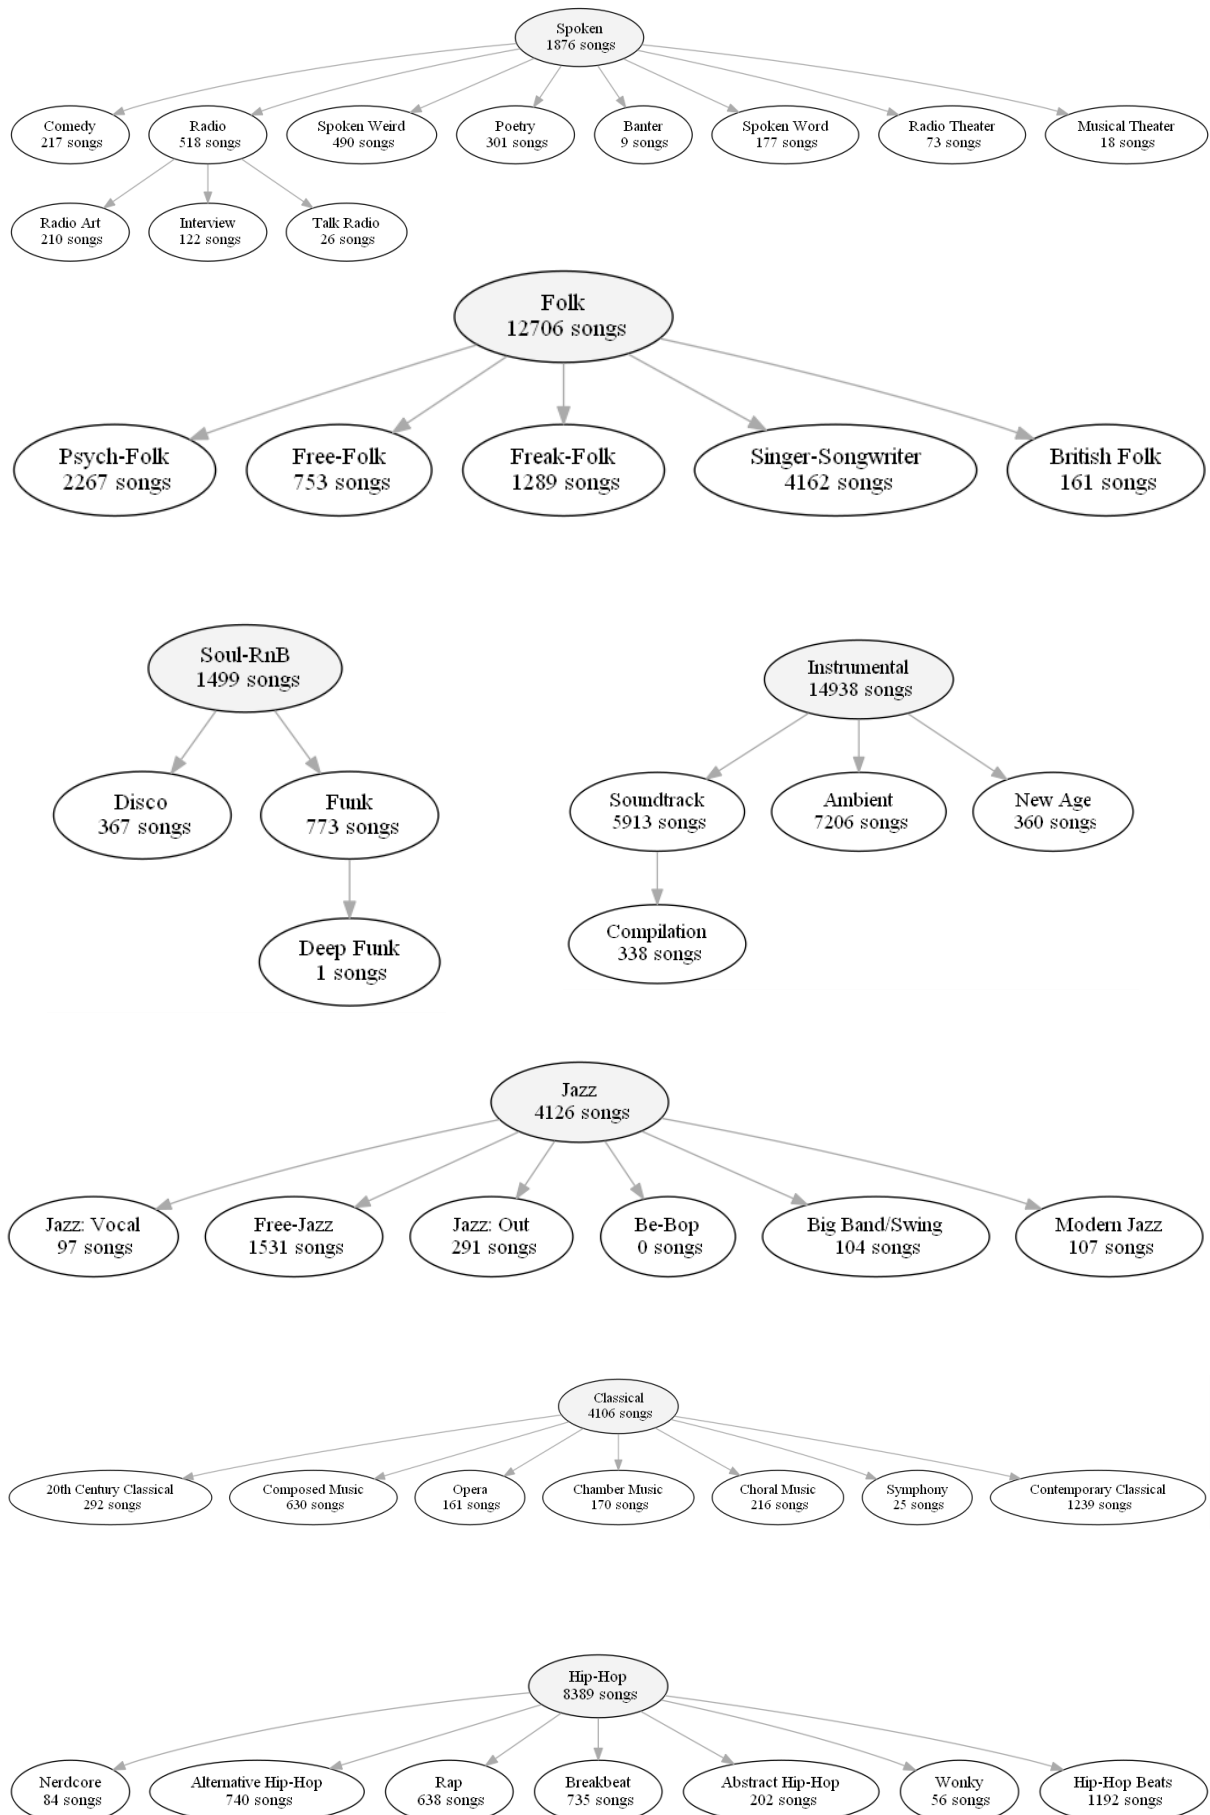 Spoken
1876 songs
Comedy
217 songs
Radio
518 songs
Spoken Weird
490 songs
Poetry
301 songs
Banter
9 songs
Spoken Word
177 songs
Radio Theater
73 songs
Musical Theater
18 songs
Radio Art
210 songs
Interview
122 songs
Talk Radio
26 songs
Folk
12706 songs
Psych-Folk
2267 songs
Free-Folk
753 songs
Freak-Folk
1289 songs
Singer-Songwriter
4162 songs
British Folk
161 songs
Soul-RnB
1499 songs
Disco
367 songs
Funk
773 songs
Deep Funk
1 songs
Instrumental
14938 songs
Soundtrack
5913 songs
Ambient
7206 songs
New Age
360 songs
Compilation
338 songs
Jazz
4126 songs
Jazz: Vocal
97 songs
Free-Jazz
1531 songs
Jazz: Out
291 songs
Be-Bop
0 songs
Big Band/Swing
104 songs
Modern Jazz
107 songs
Classical
4106 songs
20th Century Classical
292 songs
Composed Music
630 songs
Opera
161 songs
Chamber Music
170 songs
Choral Music
216 songs
Symphony
25 songs
Contemporary Classical
1239 songs
Hip-Hop
8389 songs
Nerdcore
84 songs
Alternative Hip-Hop
740 songs
Rap
638 songs
Breakbeat
735 songs
Abstract Hip-Hop
202 songs
Wonky
56 songs
Hip-Hop Beats
1192 songs